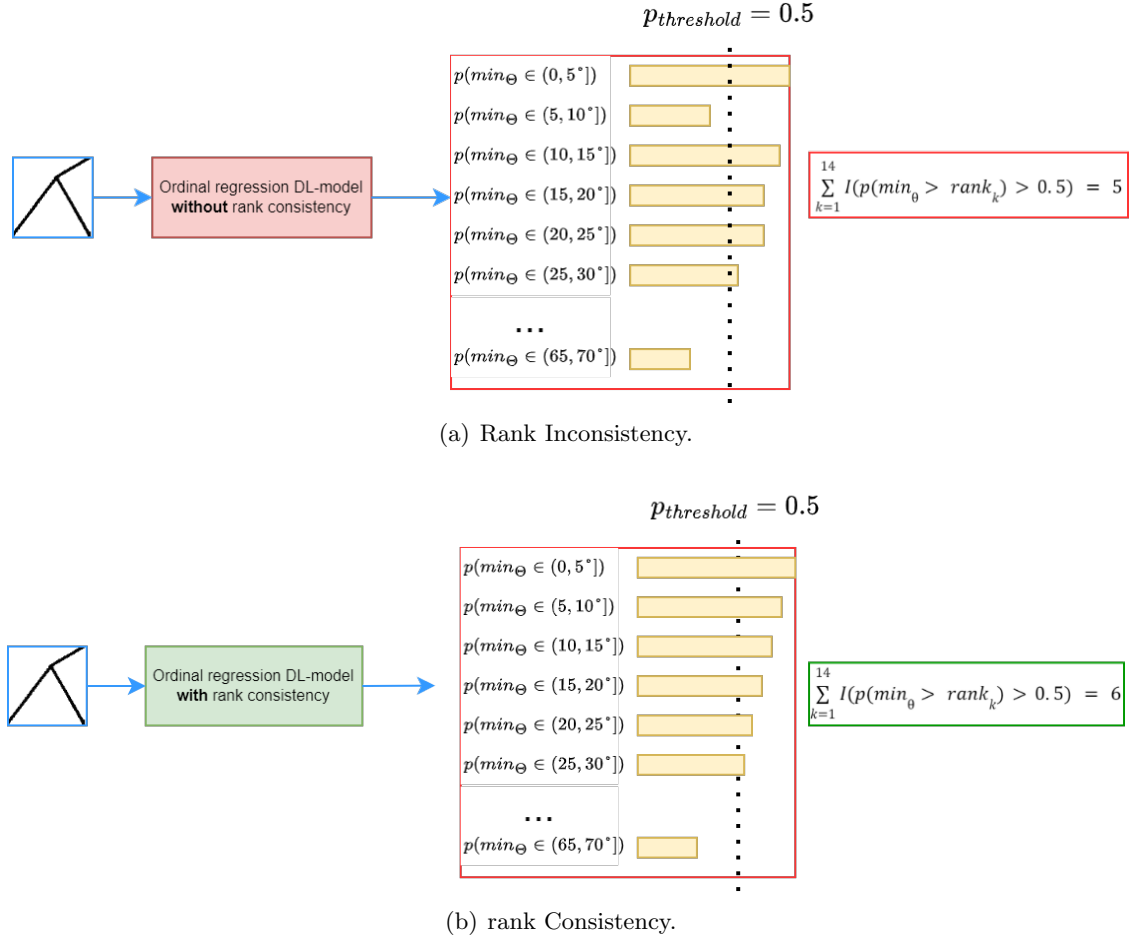 p_threshold = 0.5
p(min_Θ ∈ (0, 5°])
p(min_Θ ∈ (5, 10°])
p(min_Θ ∈ (10, 15°])
p(min_Θ ∈ (15, 20°])
p(min_Θ ∈ (20, 25°])
p(min_Θ ∈ (25, 30°])
...
p(min_Θ ∈ (65, 70°])
Ordinal regression DL-model
without rank consistency
14
∑ I(p(min_θ > rank_k) > 0.5) = 5
k=1
(a) Rank Inconsistency.
p_threshold = 0.5
p(min_Θ ∈ (0, 5°])
p(min_Θ ∈ (5, 10°])
p(min_Θ ∈ (10, 15°])
p(min_Θ ∈ (15, 20°])
p(min_Θ ∈ (20, 25°])
p(min_Θ ∈ (25, 30°])
...
p(min_Θ ∈ (65, 70°])
Ordinal regression DL-model
with rank consistency
14
∑ I(p(min_θ > rank_k) > 0.5) = 6
k=1
(b) rank Consistency.